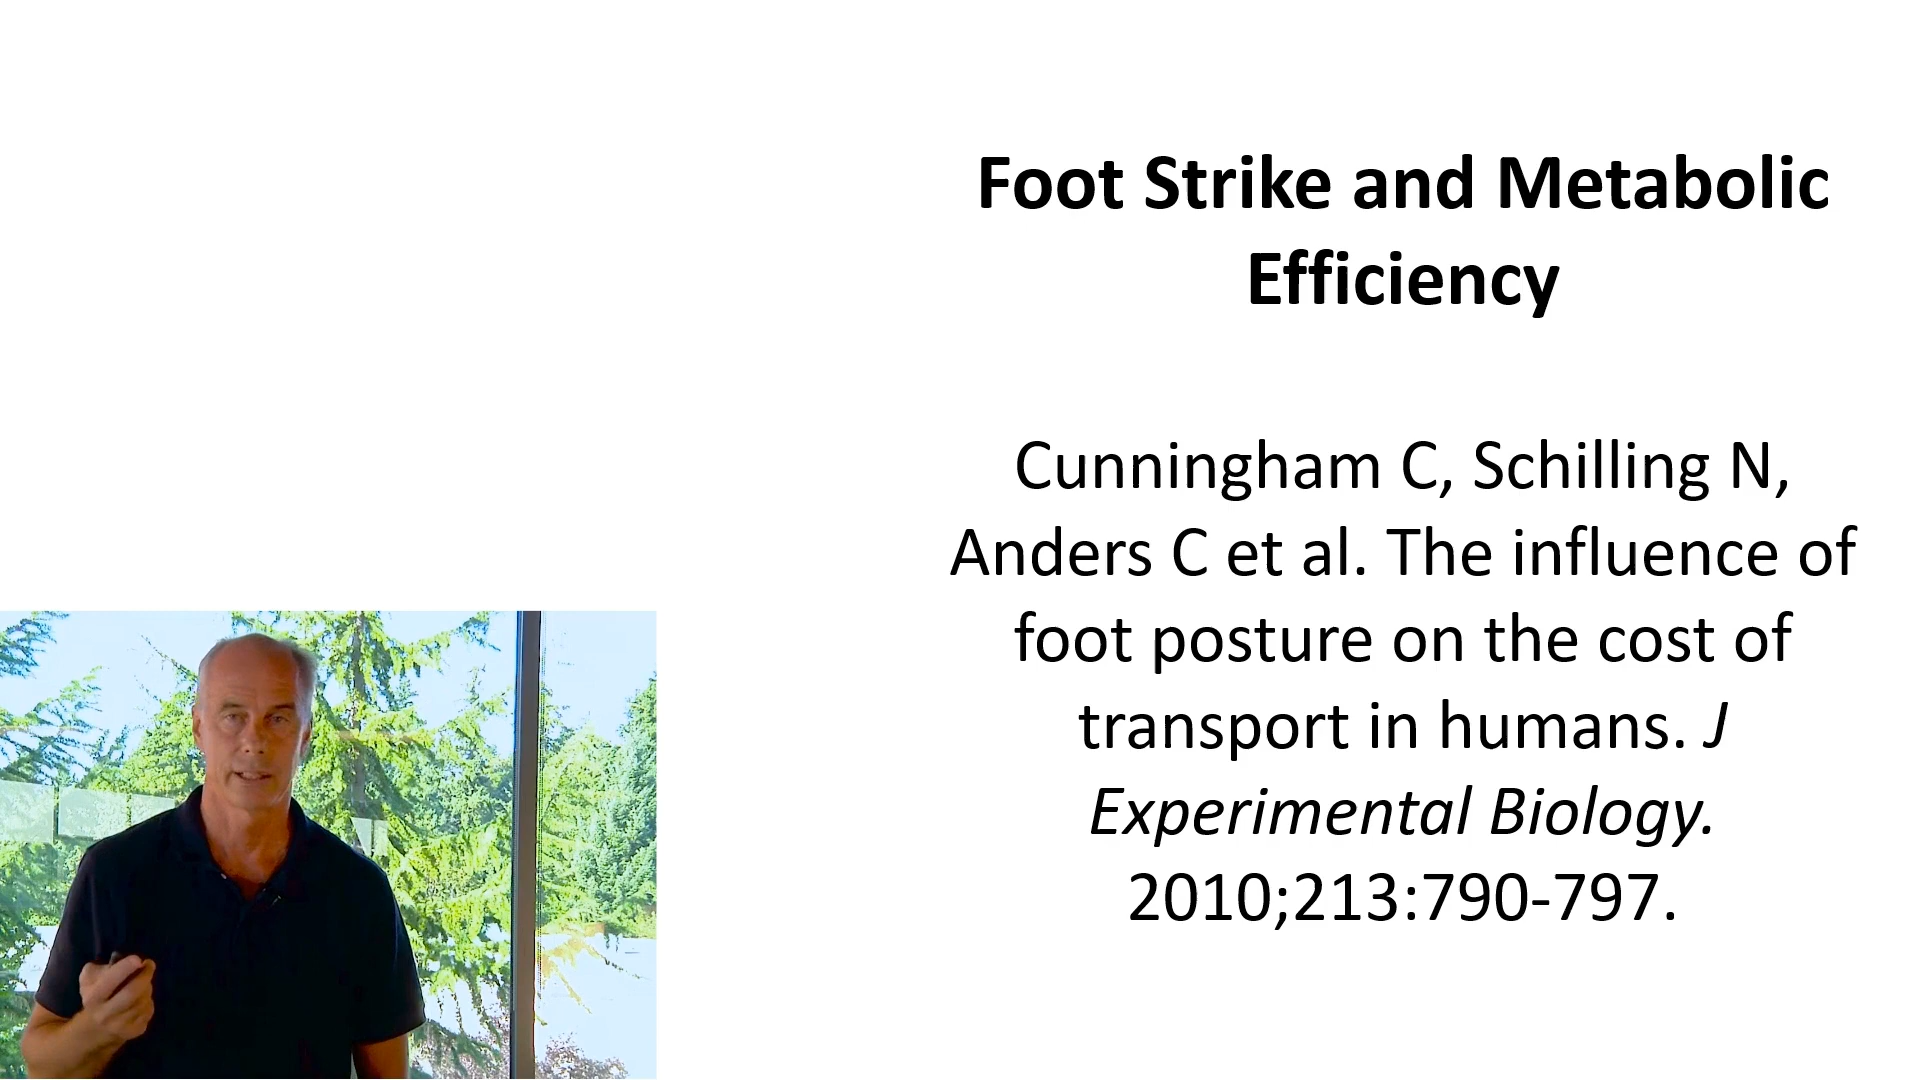 Foot Strike and Metabolic
Efficiency
Cunningham C, Schilling N,
Anders C et al. The influence of
foot posture on the cost of
transport in humans. J
Experimental Biology.
2010;213:790-797.